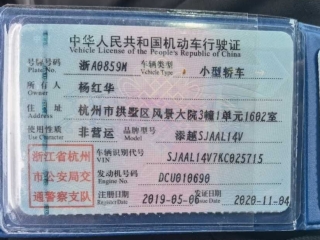 中华人民共和国机动车行驶证
Vehicle License of the People's Republic of China
号牌号码 浙A0859M 车辆类型 小型轿车
Plate No. Vehicle Type
所有人 杨红华
Owner
住址 杭州市拱墅区风景大院3幢1单元1602室
Address
使用性质 非营运 品牌型号 添越SJAAL14V
Use Character Model
浙江省杭州 车辆识别代号 SJAAL14V7KC025715
VIN
市公安局交 发动机号码 DCU010690
Engine No.
通警察支队 注册日期 2019-05-06 发证日期 2020-11-04